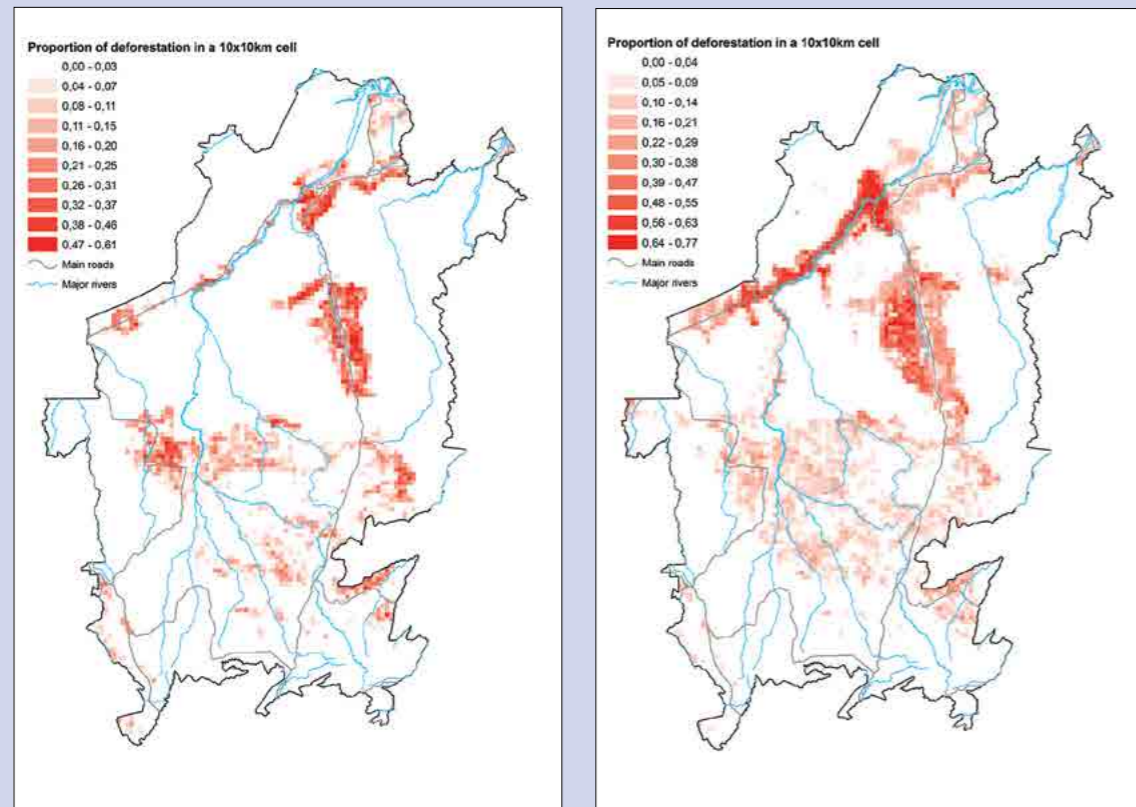 Proportion of deforestation in a 10x10km cell
0,00 - 0,03
0,04 - 0,07
0,08 - 0,11
0,11 - 0,15
0,16 - 0,20
0,21 - 0,25
0,26 - 0,31
0,32 - 0,37
0,38 - 0,46
0,47 - 0,61
Main roads
Major rivers
Proportion of deforestation in a 10x10km cell
0,00 - 0,04
0,05 - 0,09
0,10 - 0,14
0,16 - 0,21
0,22 - 0,29
0,30 - 0,38
0,39 - 0,47
0,48 - 0,55
0,56 - 0,63
0,64 - 0,77
Main roads
Major rivers